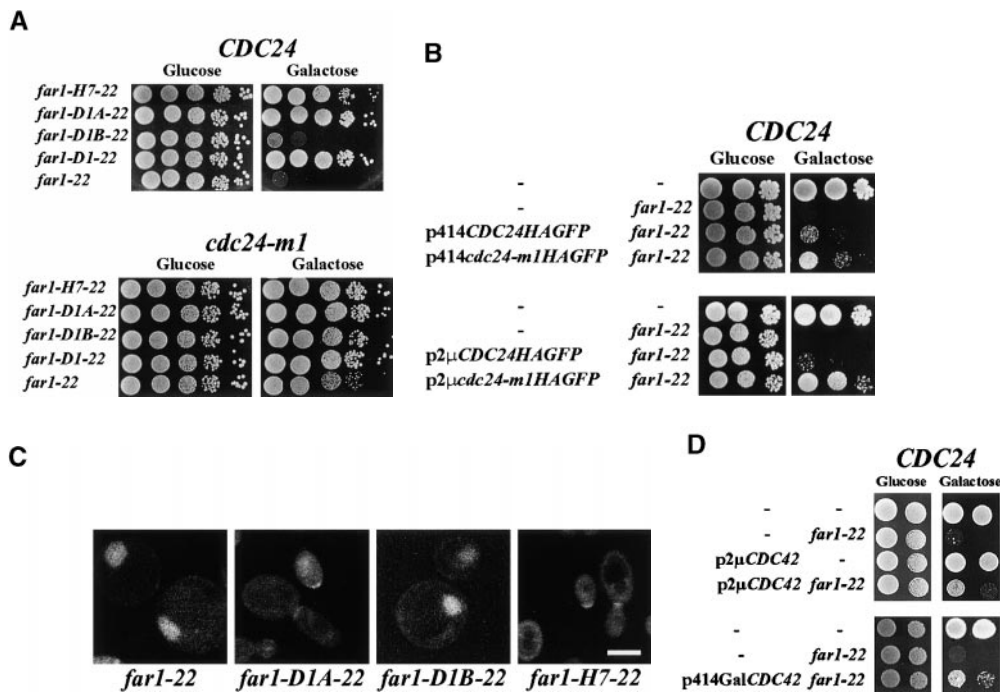 A
CDC24
Glucose Galactose
far1-H7-22
far1-D1A-22
far1-D1B-22
far1-D1-22
far1-22
cdc24-m1
Glucose Galactose
far1-H7-22
far1-D1A-22
far1-D1B-22
far1-D1-22
far1-22
B
CDC24
Glucose Galactose
- -
- far1-22
p414CDC24HAGFP far1-22
p414cdc24-m1HAGFP far1-22
- -
- far1-22
p2μCDC24HAGFP far1-22
p2μcdc24-m1HAGFP far1-22
C
far1-22 far1-D1A-22 far1-D1B-22 far1-H7-22
D
CDC24
Glucose Galactose
- -
- far1-22
p2μCDC42 -
p2μCDC42 far1-22
- -
- far1-22
p414GalCDC42 far1-22